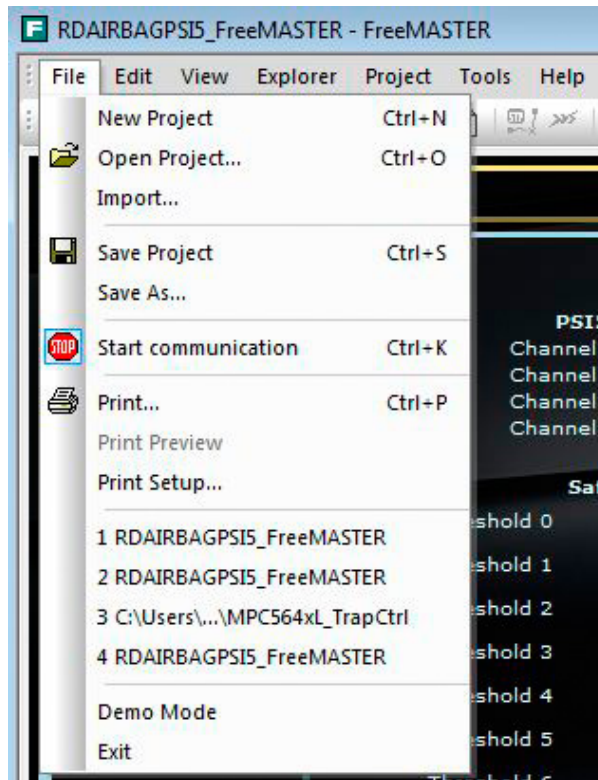 RDAIRBAGPSI5_FreeMASTER - FreeMASTER
File Edit View Explorer Project Tools Help
New Project Ctrl+N
Open Project... Ctrl+O
Import...
Save Project Ctrl+S
Save As...
STOP Start communication Ctrl+K
Print... Ctrl+P
Print Preview
Print Setup...
1 RDAIRBAGPSI5_FreeMASTER
2 RDAIRBAGPSI5_FreeMASTER
3 C:\Users\...\MPC564xL_TrapCtrl
4 RDAIRBAGPSI5_FreeMASTER
Demo Mode
Exit
PSI5
Channel
Channel
Channel
Channel
Saf
eshold 0
eshold 1
eshold 2
eshold 3
eshold 4
eshold 5